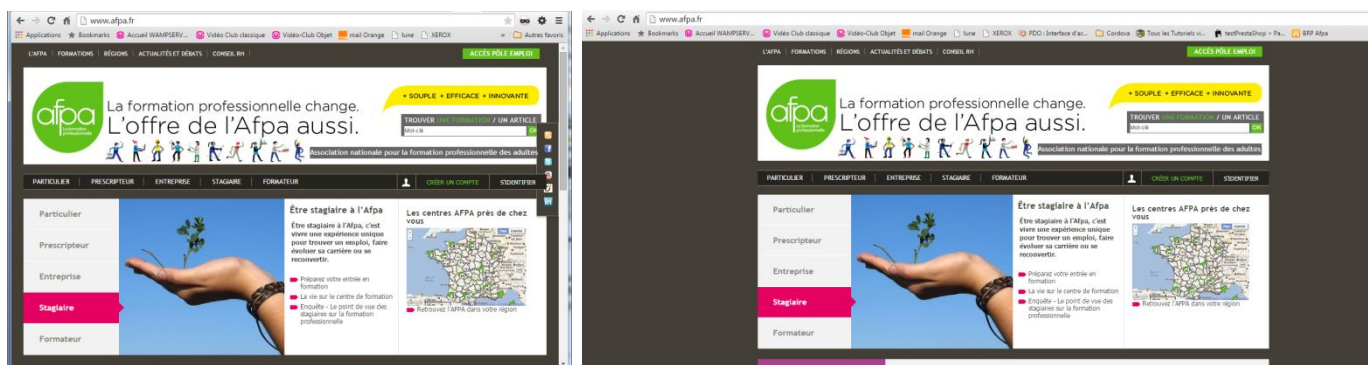 www.afpa.fr
Applications Bookmarks Accueil WAMPSERV... Vidéo Club classique Vidéo-Club Objet mail Orange lune XEROX » Autres favoris
L'AFPA FORMATIONS RÉGIONS ACTUALITÉS ET DÉBATS CONSEIL RH ACCÈS PÔLE EMPLOI
afpa
La formation professionnelle change.
L'offre de l'Afpa aussi.
+ SOUPLE + EFFICACE + INNOVANTE
TROUVER UNE FORMATION / UN ARTICLE
Mot-clé OK
Association nationale pour la formation professionnelle des adultes
PARTICULIER PRESCRIPTEUR ENTREPRISE STAGIAIRE FORMATEUR CRÉER UN COMPTE S'IDENTIFIER
Particulier
Prescripteur
Entreprise
Stagiaire
Formateur
Être stagiaire à l'Afpa
Être stagiaire à l'Afpa, c'est
vivre une expérience unique
pour trouver un emploi, faire
évoluer sa carrière ou se
reconvertir.
Préparez votre entrée en
formation
La vie sur le centre de formation
Enquête - Le point de vue des
stagiaires sur la formation
professionnelle
Les centres AFPA près de chez
vous
Retrouvez l'AFPA dans votre région
www.afpa.fr
Applications Bookmarks Accueil WAMPSERV... Vidéo Club classique Vidéo-Club Objet mail Orange lune XEROX PDO : Interface d'ac... Cordova Tous les Tutoriels vi... testPrestaShop > Pa... BRP Afpa
L'AFPA FORMATIONS RÉGIONS ACTUALITÉS ET DÉBATS CONSEIL RH ACCÈS PÔLE EMPLOI
afpa
La formation professionnelle change.
L'offre de l'Afpa aussi.
+ SOUPLE + EFFICACE + INNOVANTE
TROUVER UNE FORMATION / UN ARTICLE
Mot-clé OK
Association nationale pour la formation professionnelle des adultes
PARTICULIER PRESCRIPTEUR ENTREPRISE STAGIAIRE FORMATEUR CRÉER UN COMPTE S'IDENTIFIER
Particulier
Prescripteur
Entreprise
Stagiaire
Formateur
Être stagiaire à l'Afpa
Être stagiaire à l'Afpa, c'est
vivre une expérience unique
pour trouver un emploi, faire
évoluer sa carrière ou se
reconvertir.
Préparez votre entrée en
formation
La vie sur le centre de formation
Enquête - Le point de vue des
stagiaires sur la formation
professionnelle
Les centres AFPA près de chez
vous
Retrouvez l'AFPA dans votre région